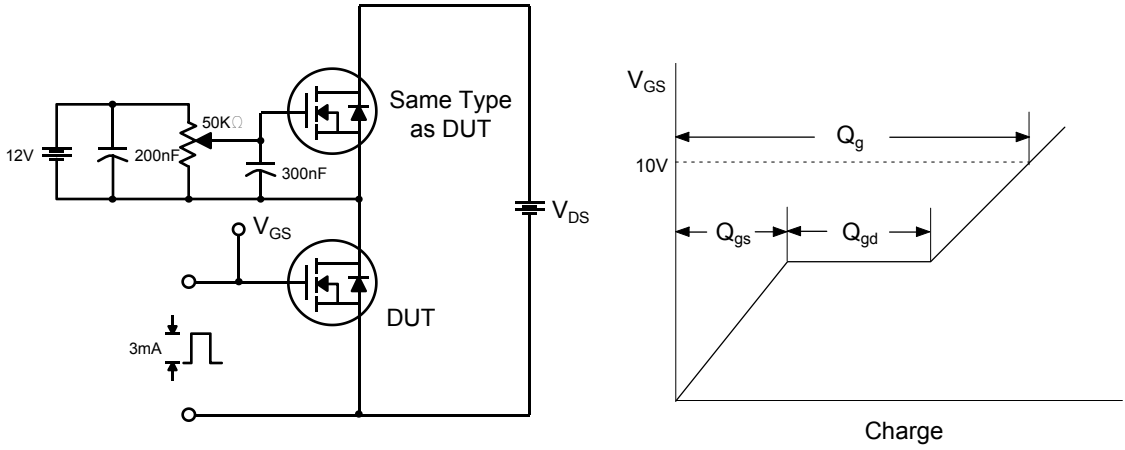 Same Type
as DUT
50KΩ
12V
200nF
300nF
V_GS
V_DS
DUT
3mA
V_GS
Q_g
10V
Q_gs
Q_gd
Charge